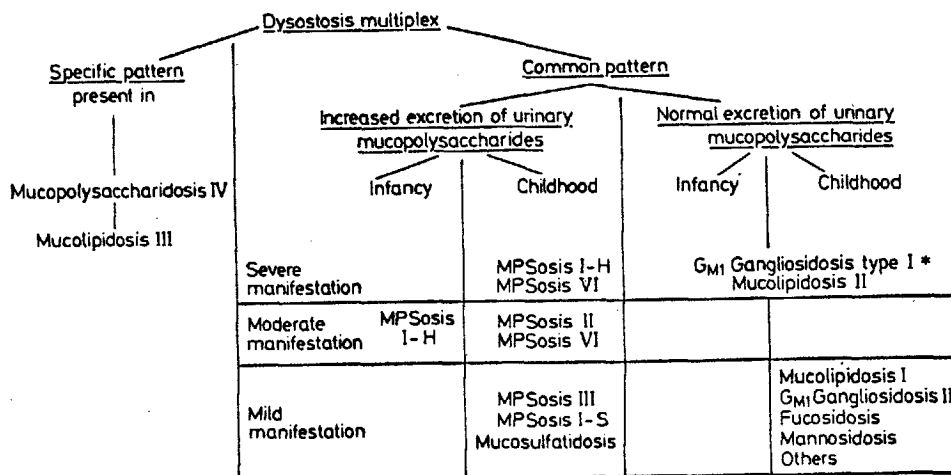 Dysostosis multiplex
Specific pattern
present in
Common pattern
Increased excretion of urinary
mucopolysaccharides
Normal excretion of urinary
mucopolysaccharides
Infancy
Childhood
Infancy
Childhood
Mucopolysaccharidosis IV
Mucolipidosis III
Severe
manifestation
MPSosis I-H
MPSosis VI
GM1 Gangliosidosis type I *
Mucolipidosis II
Moderate
manifestation
MPSosis
I-H
MPSosis II
MPSosis VI
Mild
manifestation
MPSosis III
MPSosis I-S
Mucosulfatidosis
Mucolipidosis I
GM1 Gangliosidosis II
Fucosidosis
Mannosidosis
Others